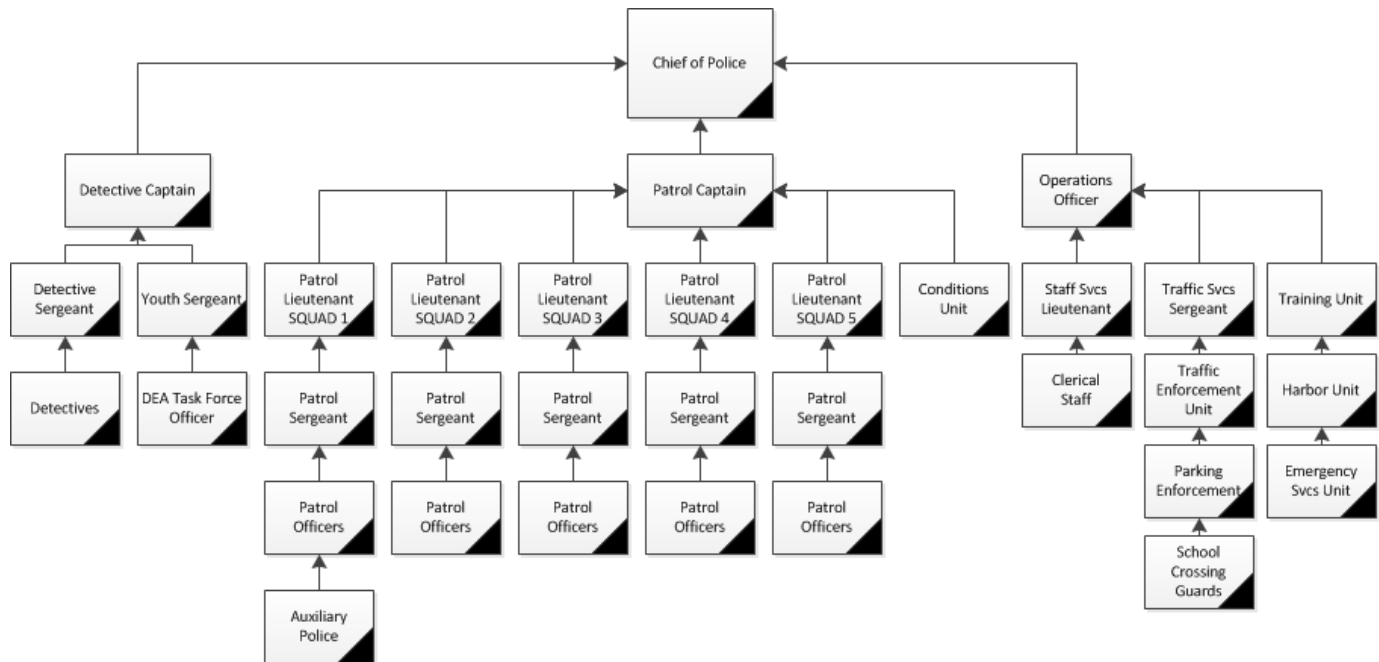 Chief of Police
Detective Captain
Patrol Captain
Operations
Officer
Detective
Sergeant
Youth Sergeant
Patrol
Lieutenant
SQUAD 1
Patrol
Lieutenant
SQUAD 2
Patrol
Lieutenant
SQUAD 3
Patrol
Lieutenant
SQUAD 4
Patrol
Lieutenant
SQUAD 5
Conditions
Unit
Staff Svcs
Lieutenant
Traffic Svcs
Sergeant
Training Unit
Detectives
DEA Task Force
Officer
Patrol
Sergeant
Patrol
Sergeant
Patrol
Sergeant
Patrol
Sergeant
Patrol
Sergeant
Clerical
Staff
Traffic
Enforcement
Unit
Harbor Unit
Patrol
Officers
Patrol
Officers
Patrol
Officers
Patrol
Officers
Patrol
Officers
Parking
Enforcement
Emergency
Svcs Unit
School
Crossing
Guards
Auxiliary
Police